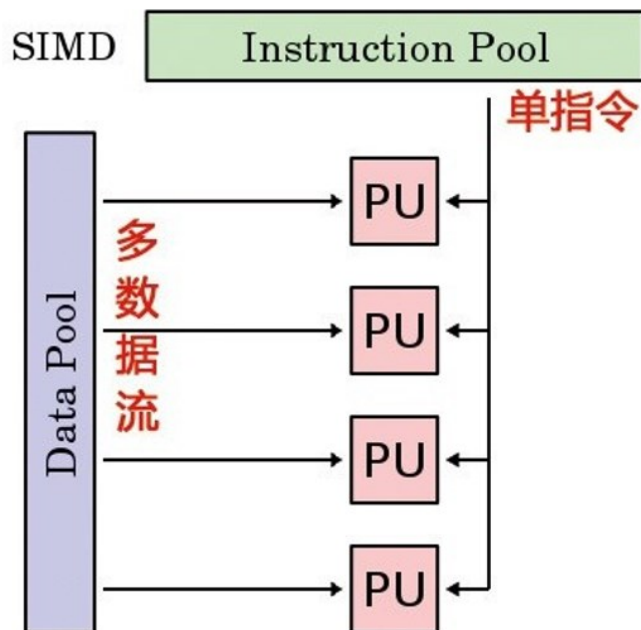 SIMD
Instruction Pool
单指令
PU
多数据流
PU
Data Pool
PU
PU